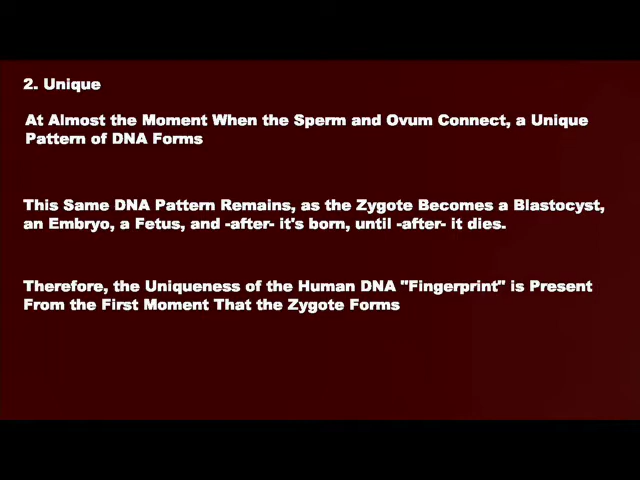 2. Unique
At Almost the Moment When the Sperm and Ovum Connect, a Unique
Pattern of DNA Forms
This Same DNA Pattern Remains, as the Zygote Becomes a Blastocyst,
an Embryo, a Fetus, and -after- it's born, until -after- it dies.
Therefore, the Uniqueness of the Human DNA "Fingerprint" is Present
From the First Moment That the Zygote Forms